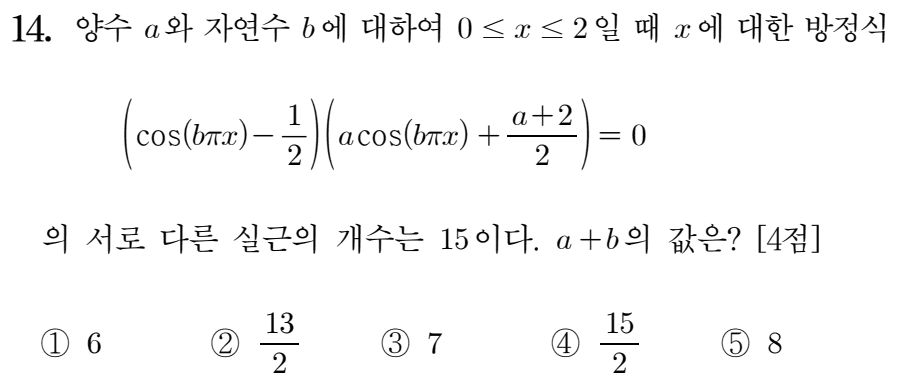 14. 양수 a와 자연수 b에 대하여 0 ≤ x ≤ 2일 때 x에 대한 방정식
(cos(bπx) − 1/2)(a cos(bπx) + (a+2)/2) = 0
의 서로 다른 실근의 개수는 15이다. a+b의 값은? [4점]
① 6 ② 13/2 ③ 7 ④ 15/2 ⑤ 8